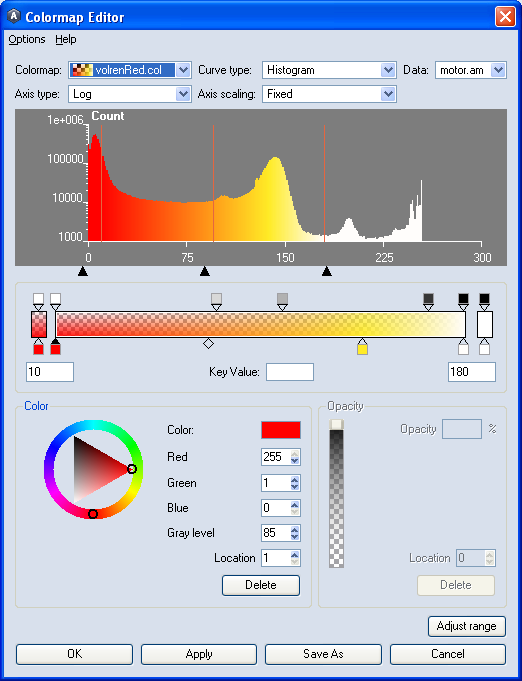 Colormap Editor
Options Help
Colormap: volrenRed.col Curve type: Histogram Data: motor.am
Axis type: Log Axis scaling: Fixed
Count
1e+006
100000
10000
1000
0 75 150 225 300
10 Key Value: 180
Color
Color:
Red 255
Green 1
Blue 0
Gray level 85
Location 1
Delete
Opacity
Opacity %
Location 0
Delete
Adjust range
OK Apply Save As Cancel